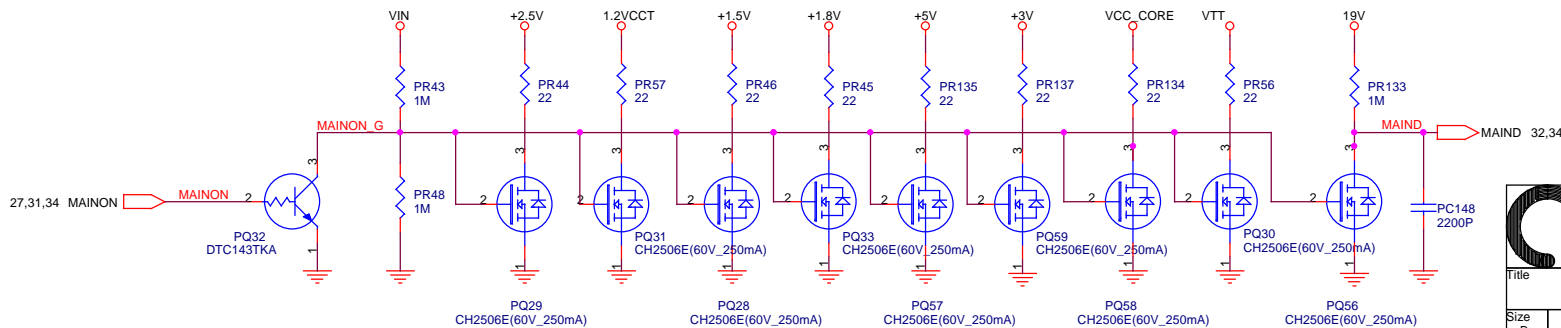 VIN
+2.5V
1.2VCCT
+1.5V
+1.8V
+5V
+3V
VCC_CORE
VTT
19V
PR43
1M
PR44
22
PR57
22
PR46
22
PR45
22
PR135
22
PR137
22
PR134
22
PR56
22
PR133
1M
MAINON_G
MAIND
MAIND 32,34
3
3
3
3
3
3
3
3
3
3
27,31,34 MAINON
MAINON
2
PR48
1M
2
2
2
2
2
2
2
2
2
PC148
2200P
PQ32
DTC143TKA
PQ31
CH2506E(60V_250mA)
PQ33
CH2506E(60V_250mA)
PQ59
CH2506E(60V_250mA)
PQ30
CH2506E(60V_250mA)
1
1
1
1
1
1
1
1
1
1
PQ29
CH2506E(60V_250mA)
PQ28
CH2506E(60V_250mA)
PQ57
CH2506E(60V_250mA)
PQ58
CH2506E(60V_250mA)
PQ56
CH2506E(60V_250mA)
Title
Size